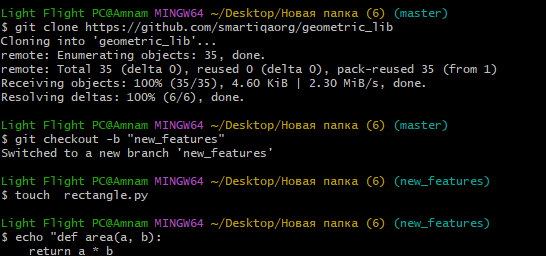 Light Flight PC@Amnam MINGW64 ~/Desktop/Новая папка (6) (master)
$ git clone https://github.com/smartiqaorg/geometric_lib
Cloning into 'geometric_lib'...
remote: Enumerating objects: 35, done.
remote: Total 35 (delta 0), reused 0 (delta 0), pack-reused 35 (from 1)
Receiving objects: 100% (35/35), 4.60 KiB | 2.30 MiB/s, done.
Resolving deltas: 100% (6/6), done.
Light Flight PC@Amnam MINGW64 ~/Desktop/Новая папка (6) (master)
$ git checkout -b "new_features"
Switched to a new branch 'new_features'
Light Flight PC@Amnam MINGW64 ~/Desktop/Новая папка (6) (new_features)
$ touch  rectangle.py
Light Flight PC@Amnam MINGW64 ~/Desktop/Новая папка (6) (new_features)
$ echo "def area(a, b):
    return a * b